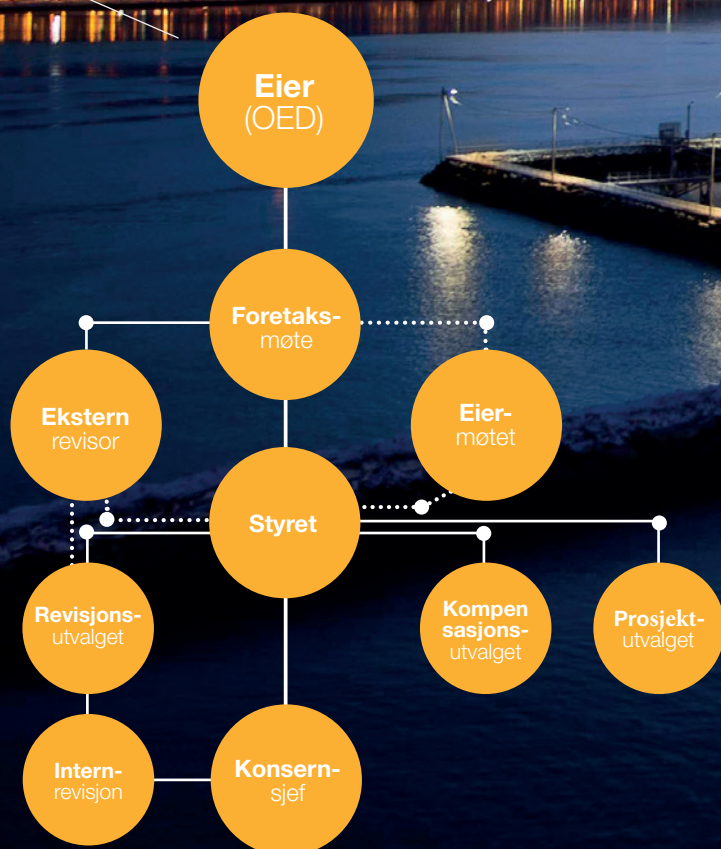 Eier
(OED)
Foretaks-
møte
Ekstern
revisor
Eier-
møtet
Styret
Revisjons-
utvalget
Kompen
sasjons-
utvalget
Prosjekt-
utvalget
Intern-
revisjon
Konsern-
sjef